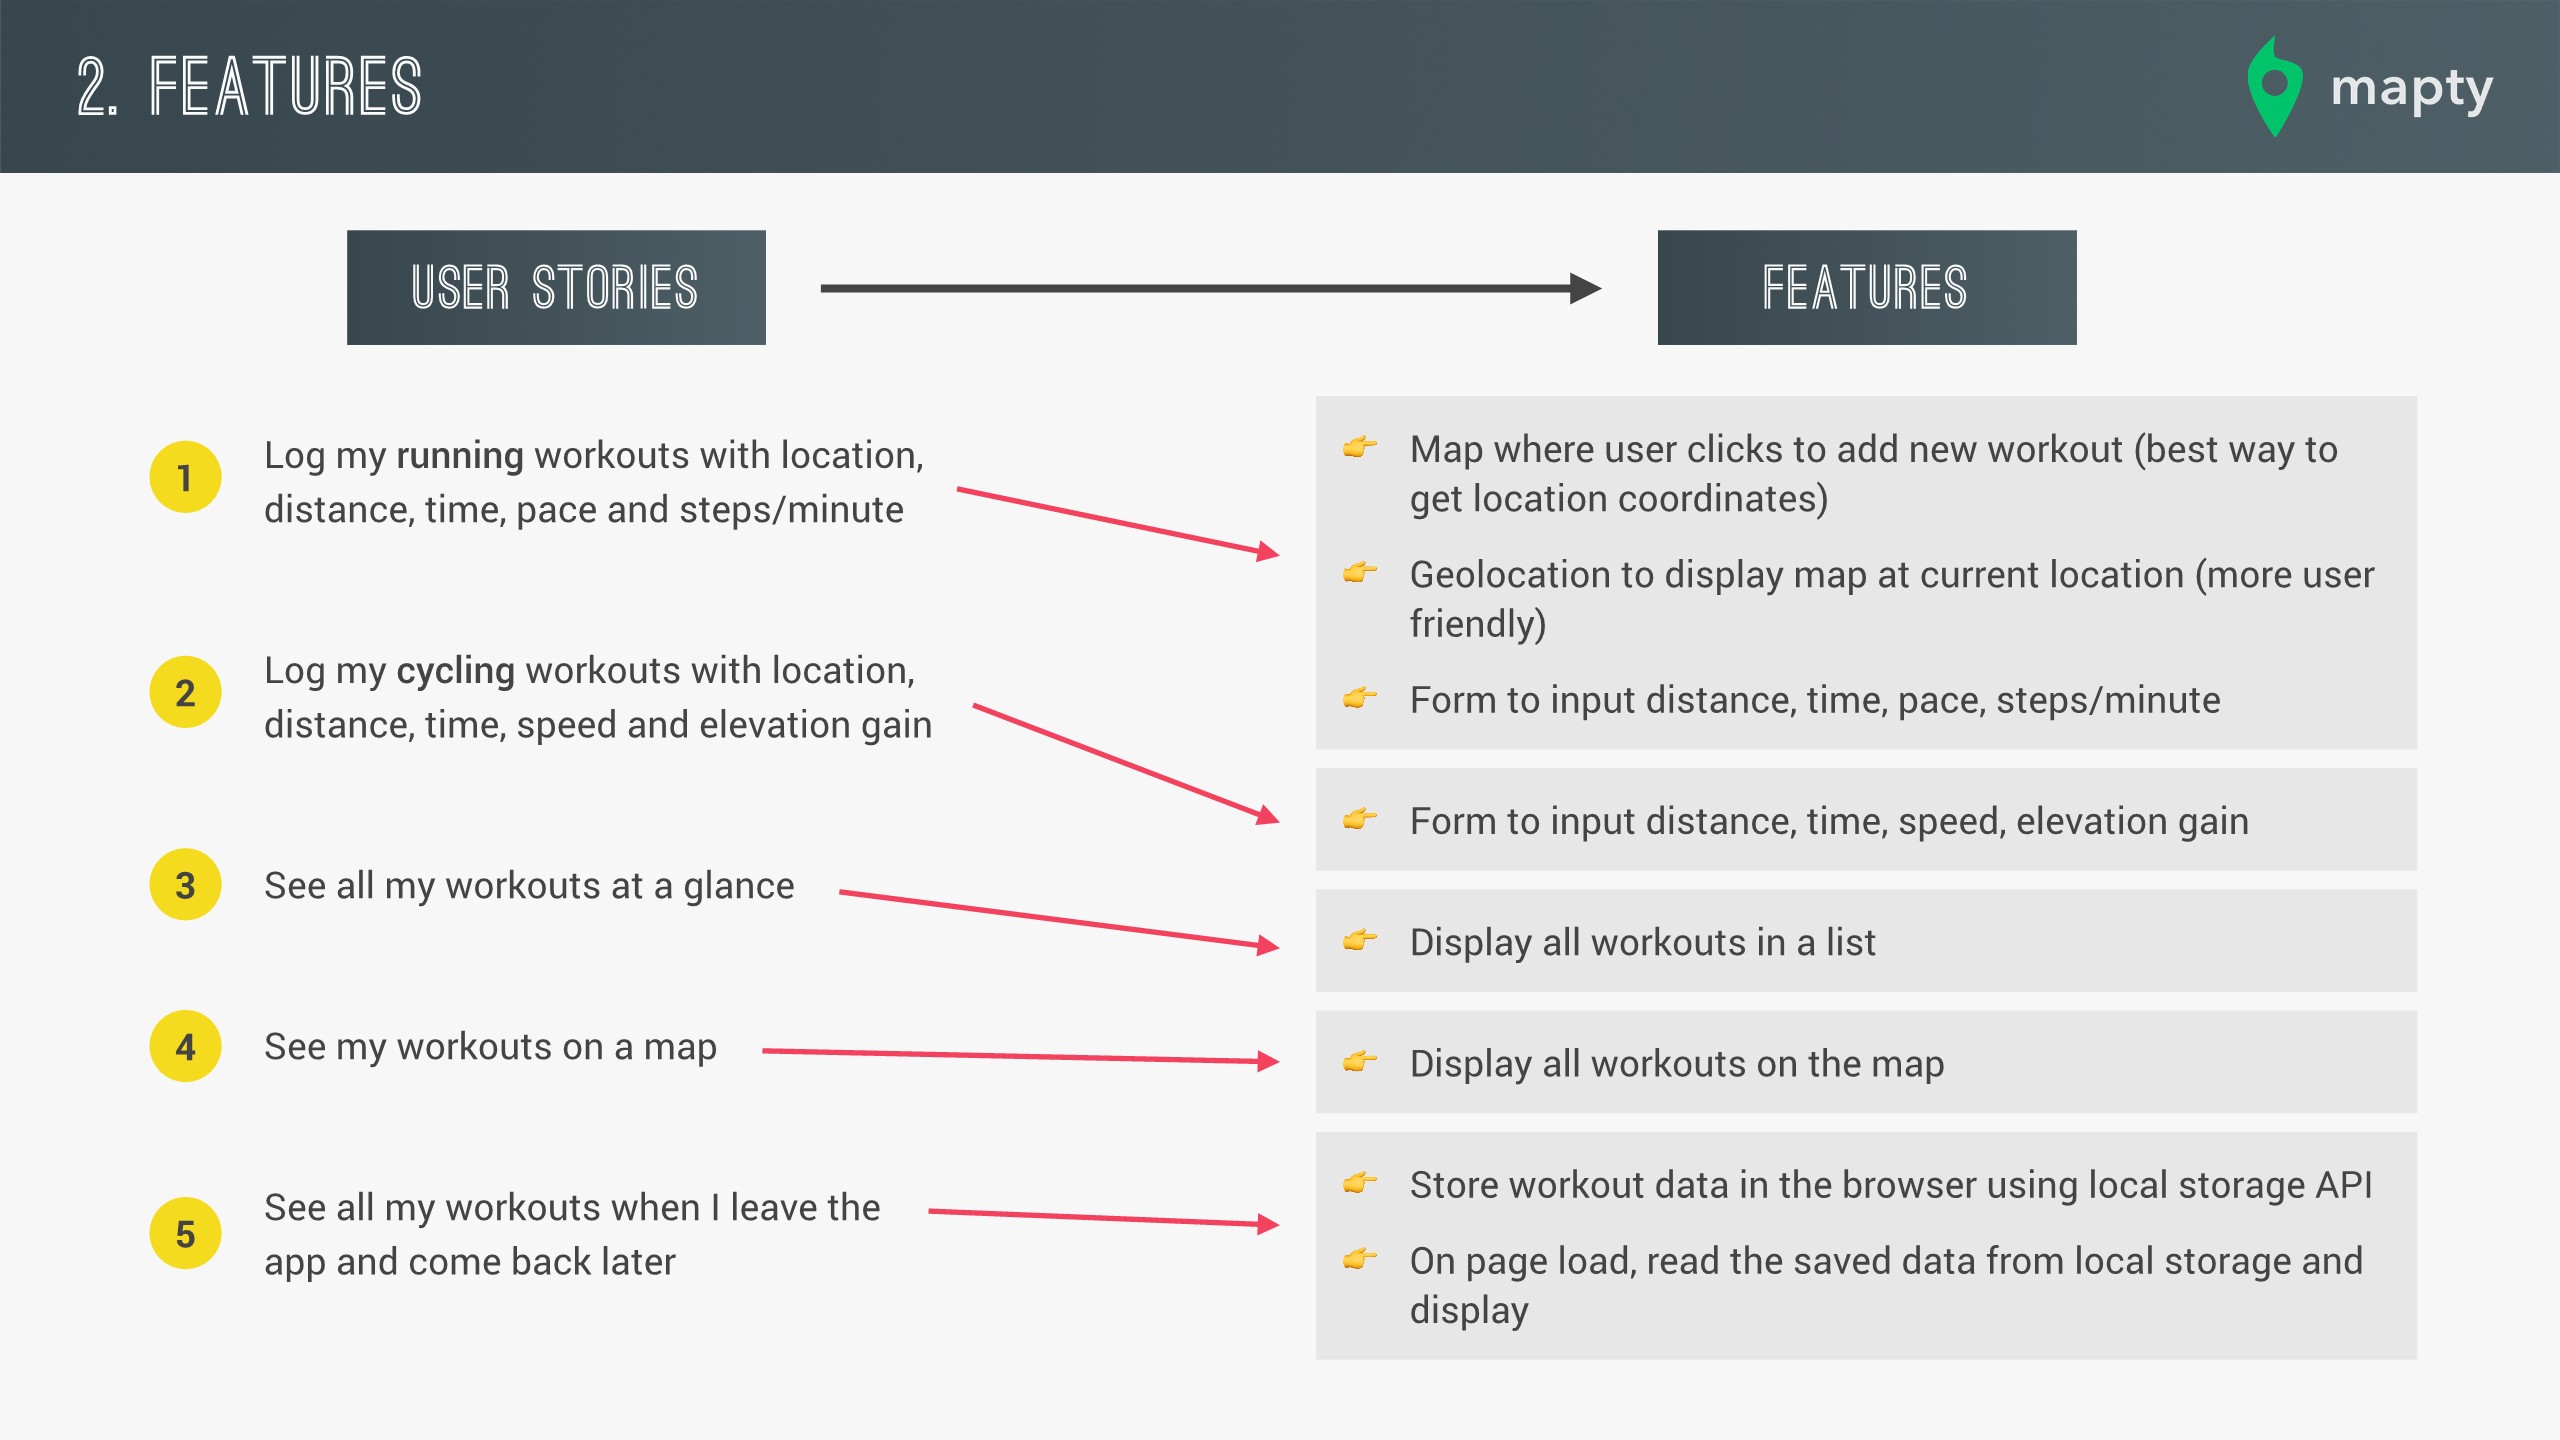 2. FEATURES
mapty
USER STORIES
FEATURES
1
Log my running workouts with location,
distance, time, pace and steps/minute
2
Log my cycling workouts with location,
distance, time, speed and elevation gain
3
See all my workouts at a glance
4
See my workouts on a map
5
See all my workouts when I leave the
app and come back later
Map where user clicks to add new workout (best way to
get location coordinates)
Geolocation to display map at current location (more user
friendly)
Form to input distance, time, pace, steps/minute
Form to input distance, time, speed, elevation gain
Display all workouts in a list
Display all workouts on the map
Store workout data in the browser using local storage API
On page load, read the saved data from local storage and
display